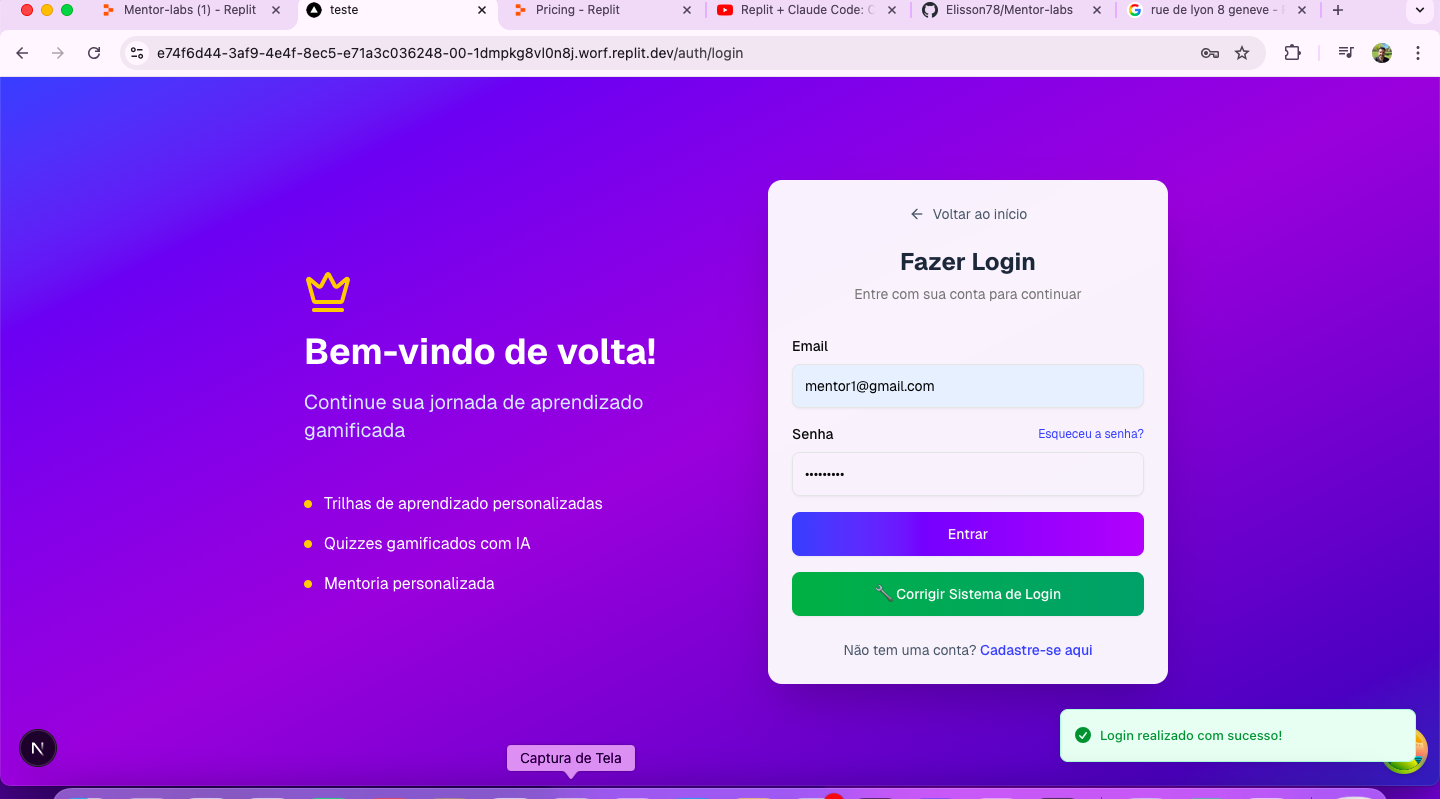 Mentor-labs (1) - Replit
teste
Pricing - Replit
Replit + Claude Code:
Elisson78/Mentor-labs
rue de lyon 8 geneve -
e74f6d44-3af9-4e4f-8ec5-e71a3c036248-00-1dmpkg8vl0n8j.worf.replit.dev/auth/login
Bem-vindo de volta!
Continue sua jornada de aprendizado
gamificada
Trilhas de aprendizado personalizadas
Quizzes gamificados com IA
Mentoria personalizada
Voltar ao início
Fazer Login
Entre com sua conta para continuar
Email
mentor1@gmail.com
Senha
Esqueceu a senha?
Entrar
Corrigir Sistema de Login
Não tem uma conta? Cadastre-se aqui
Login realizado com sucesso!
N
Captura de Tela